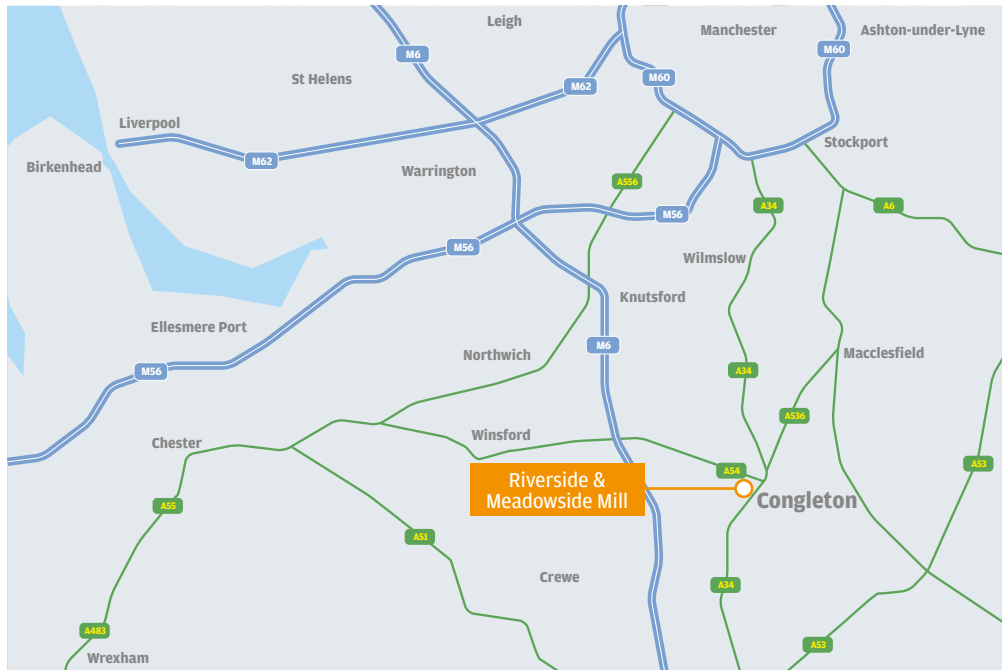 Leigh
Manchester
Ashton-under-Lyne
M6
M60
M60
St Helens
M62
Liverpool
M62
Stockport
Birkenhead
Warrington
A556
M56
A34
A6
M56
Wilmslow
Knutsford
Ellesmere Port
M6
Northwich
Macclesfield
M56
A34
A536
Chester
Winsford
A54
A53
Riverside &
Meadowside Mill
Congleton
A55
A51
Crewe
A34
A483
A53
Wrexham